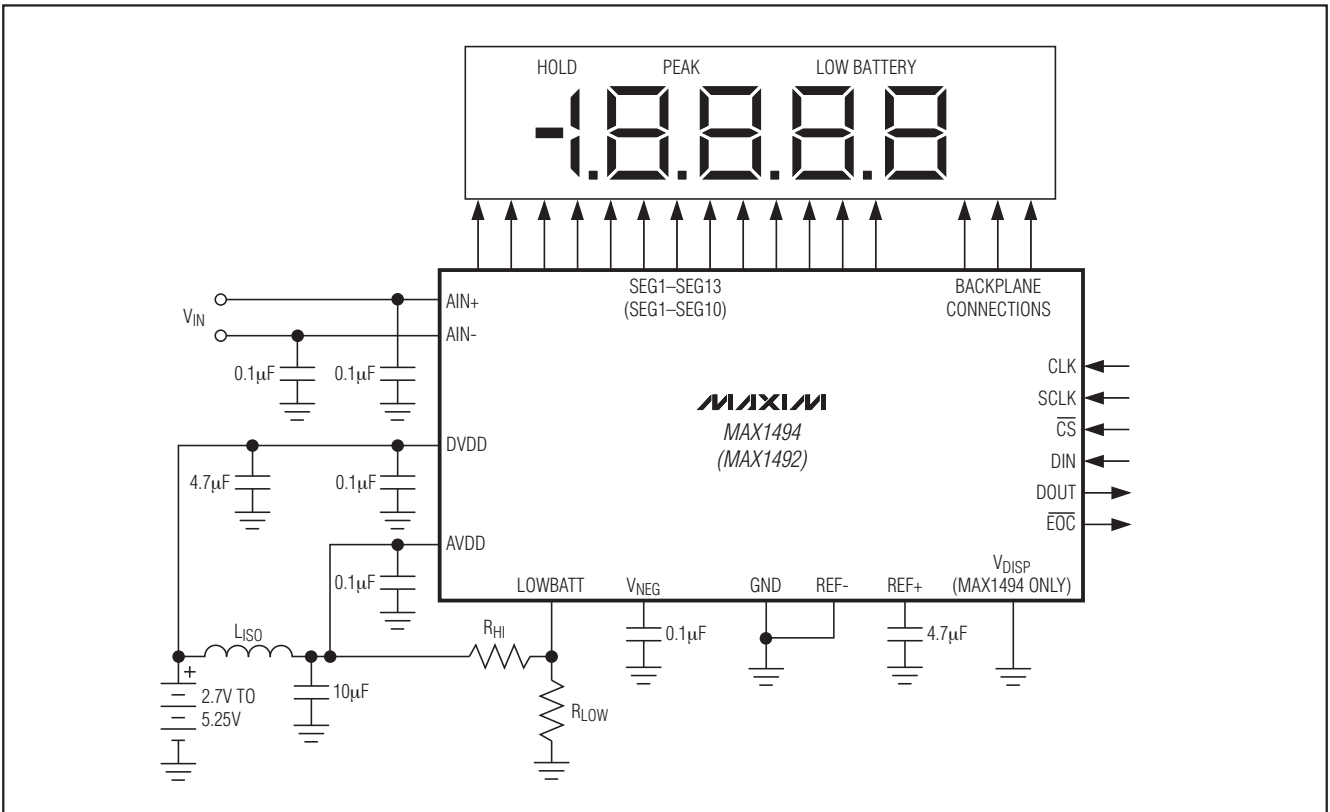 HOLD PEAK LOW BATTERY
-1.8.8.8.8
SEG1–SEG13
(SEG1–SEG10)
BACKPLANE
CONNECTIONS
VIN
AIN+
AIN-
0.1µF
0.1µF
DVDD
4.7µF
0.1µF
AVDD
0.1µF
MAXIM
MAX1494
(MAX1492)
CLK
SCLK
CS
DIN
DOUT
EOC
LOWBATT
VNEG
GND
REF-
REF+
VDISP
(MAX1494 ONLY)
LISO
RHI
0.1µF
4.7µF
+
2.7V TO
5.25V
10µF
RLOW